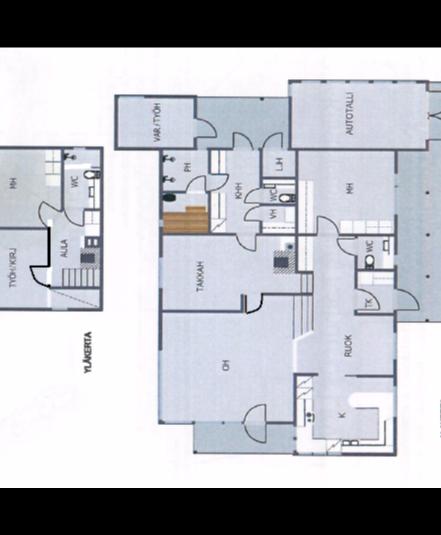 MH
WC
TYÖH/KIRJ
AULA
YLÄKERTA
VAR/TYÖH
AUTOTALLI
PH
KHH
LJH
WC
VH
MH
TAKKAH
WC
TK
OH
RUOK
K